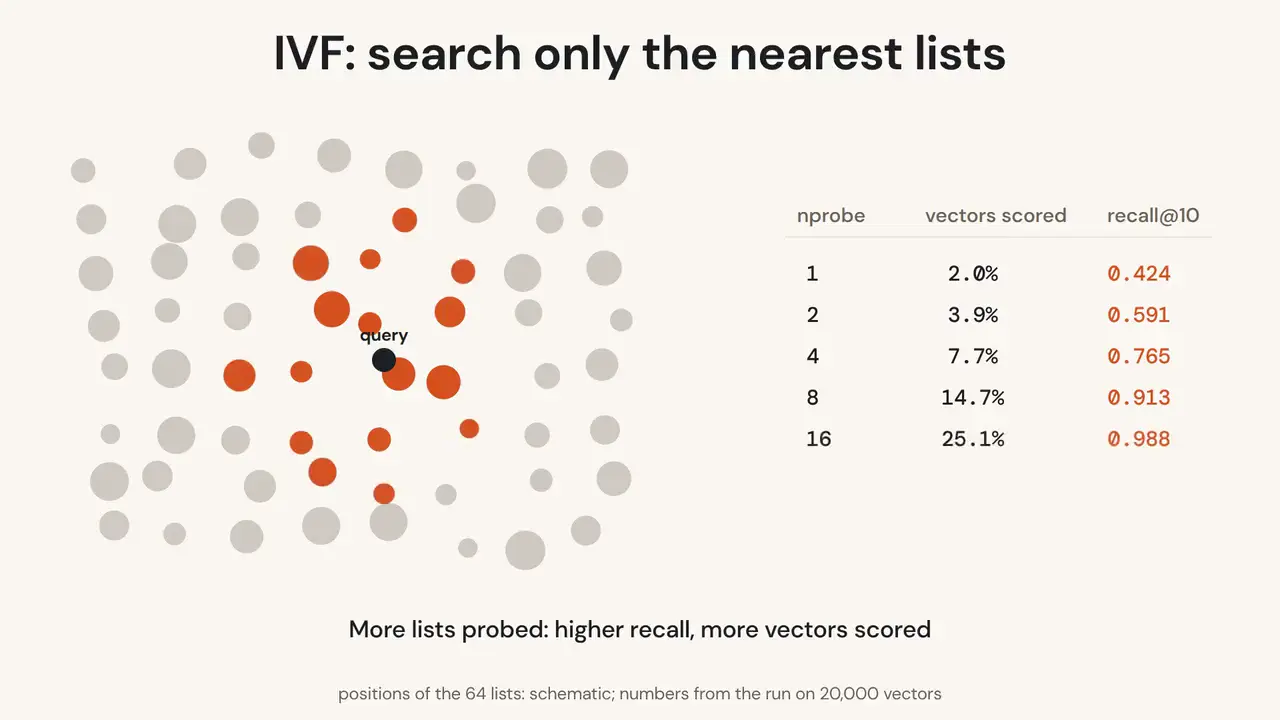 IVF: search only the nearest lists
query
nprobe vectors scored recall@10
1 2.0% 0.424
2 3.9% 0.591
4 7.7% 0.765
8 14.7% 0.913
16 25.1% 0.988
More lists probed: higher recall, more vectors scored
positions of the 64 lists: schematic; numbers from the run on 20,000 vectors